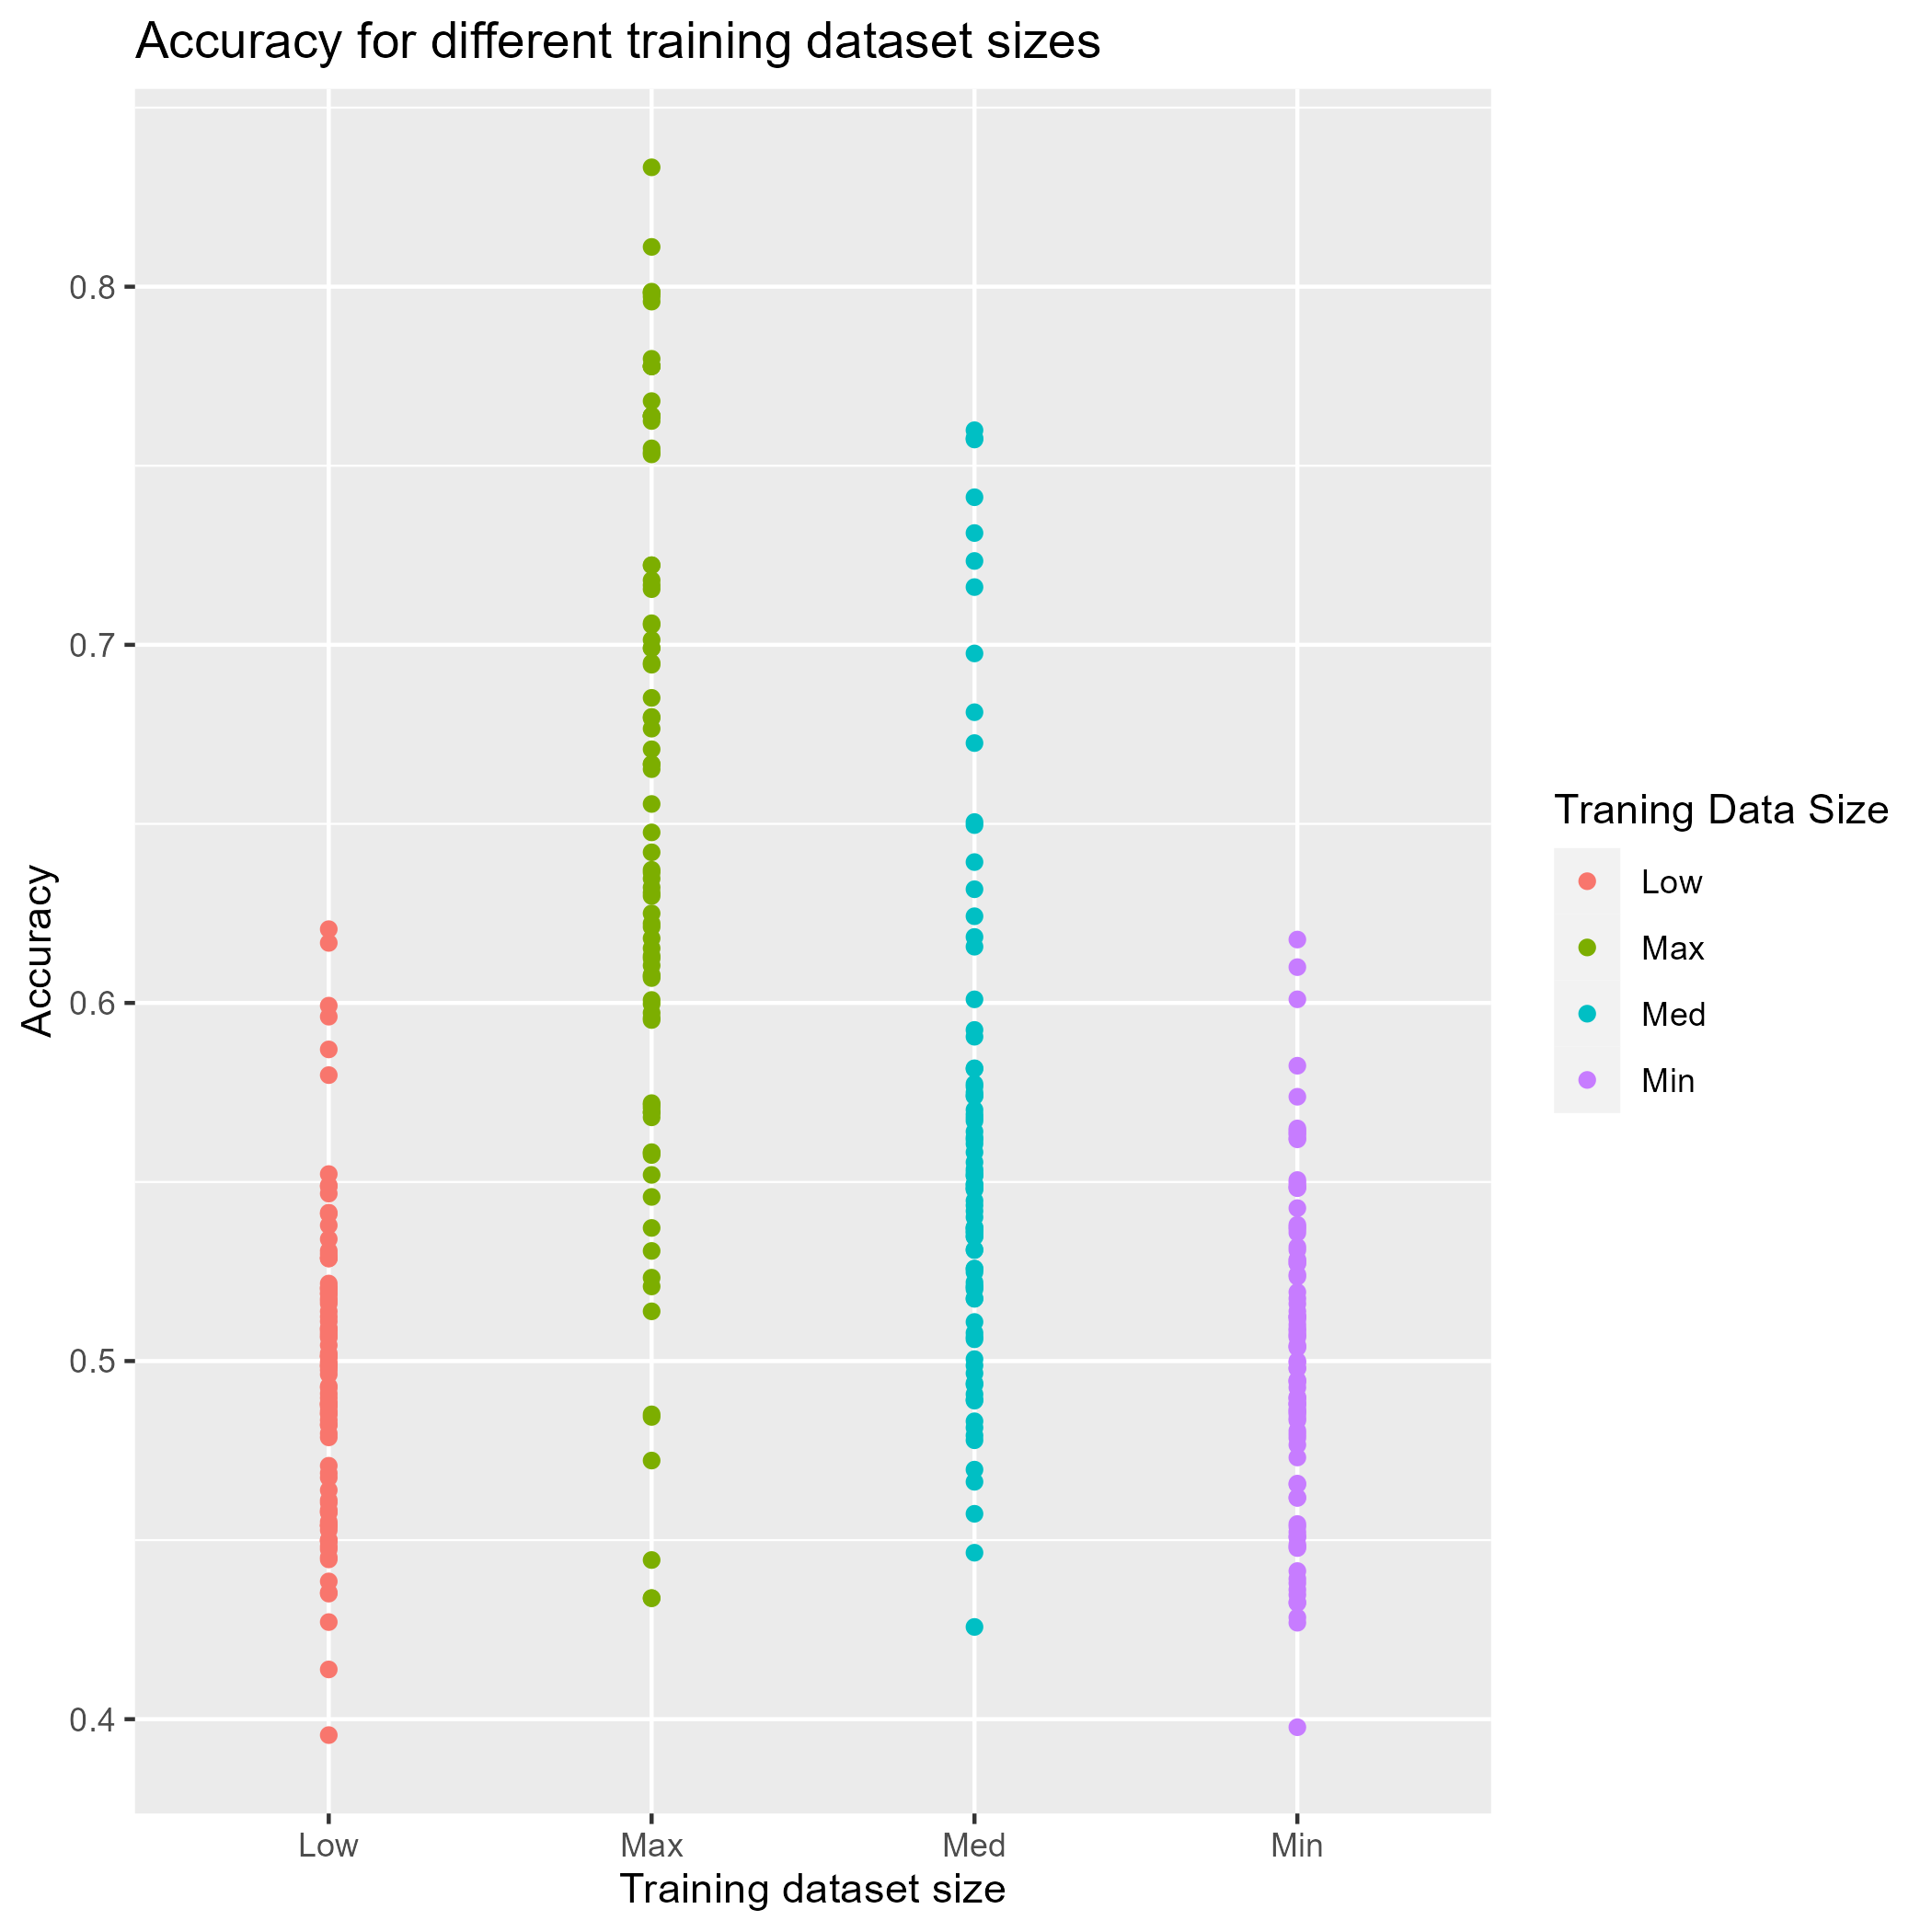 Accuracy for different training dataset sizes
0.8
0.7
0.6
0.5
0.4
Accuracy
Low
Max
Med
Min
Training dataset size
Traning Data Size
Low
Max
Med
Min